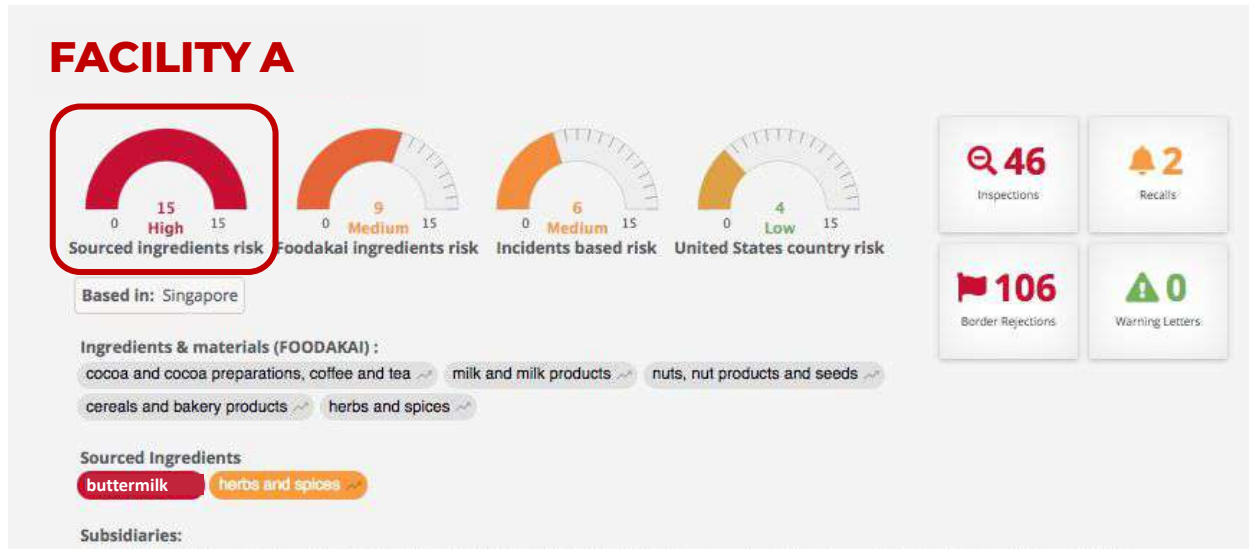 FACILITY A
15
0 High 15
Sourced ingredients risk
9
0 Medium 15
Foodakai ingredients risk
6
0 Medium 15
Incidents based risk
4
0 Low 15
United States country risk
46
Inspections
2
Recalls
106
Border Rejections
0
Warning Letters
Based in: Singapore
Ingredients & materials (FOODAKAI) :
cocoa and cocoa preparations, coffee and tea
milk and milk products
nuts, nut products and seeds
cereals and bakery products
herbs and spices
Sourced Ingredients
buttermilk
herbs and spices
Subsidiaries: